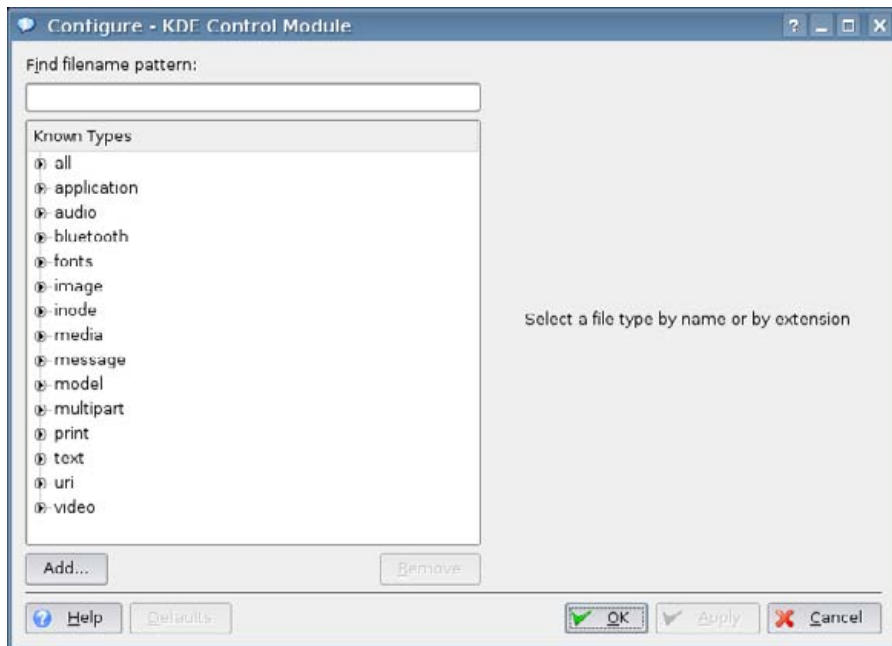 Configure - KDE Control Module
Find filename pattern:
Known Types
all
application
audio
bluetooth
fonts
image
inode
media
message
model
multipart
print
text
uri
video
Select a file type by name or by extension
Add...
Remove
Help
Defaults
OK
Apply
Cancel